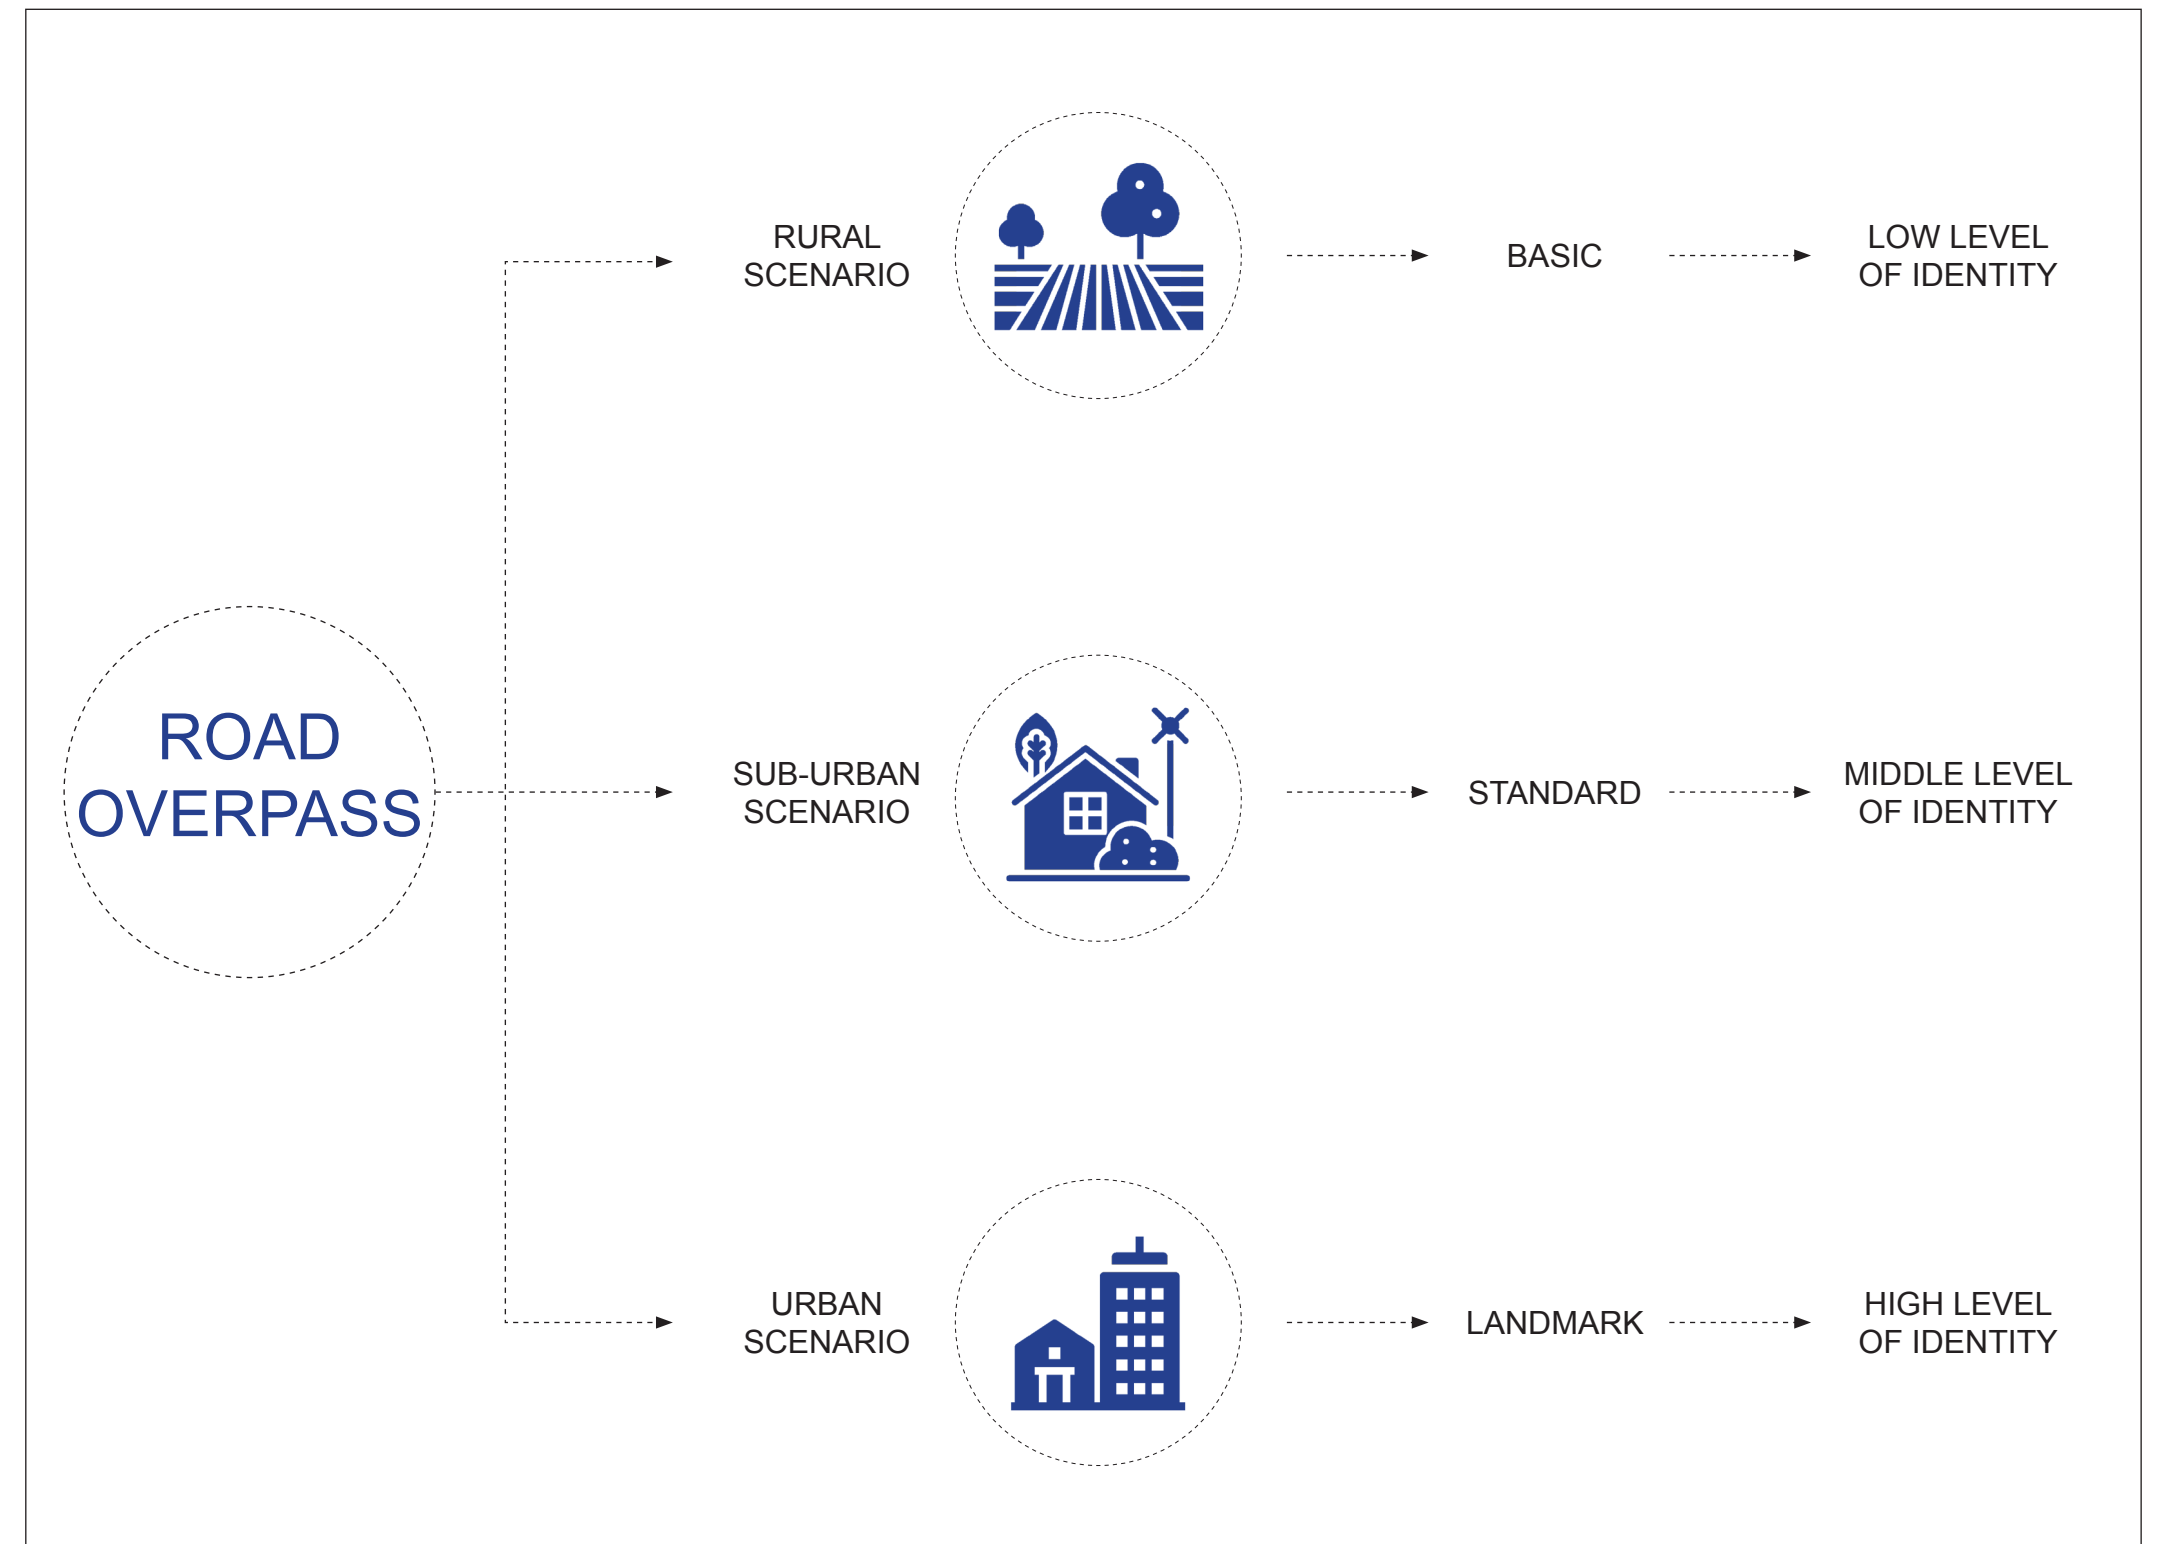 ROAD
OVERPASS
RURAL
SCENARIO
BASIC
LOW LEVEL
OF IDENTITY
SUB-URBAN
SCENARIO
STANDARD
MIDDLE LEVEL
OF IDENTITY
URBAN
SCENARIO
LANDMARK
HIGH LEVEL
OF IDENTITY